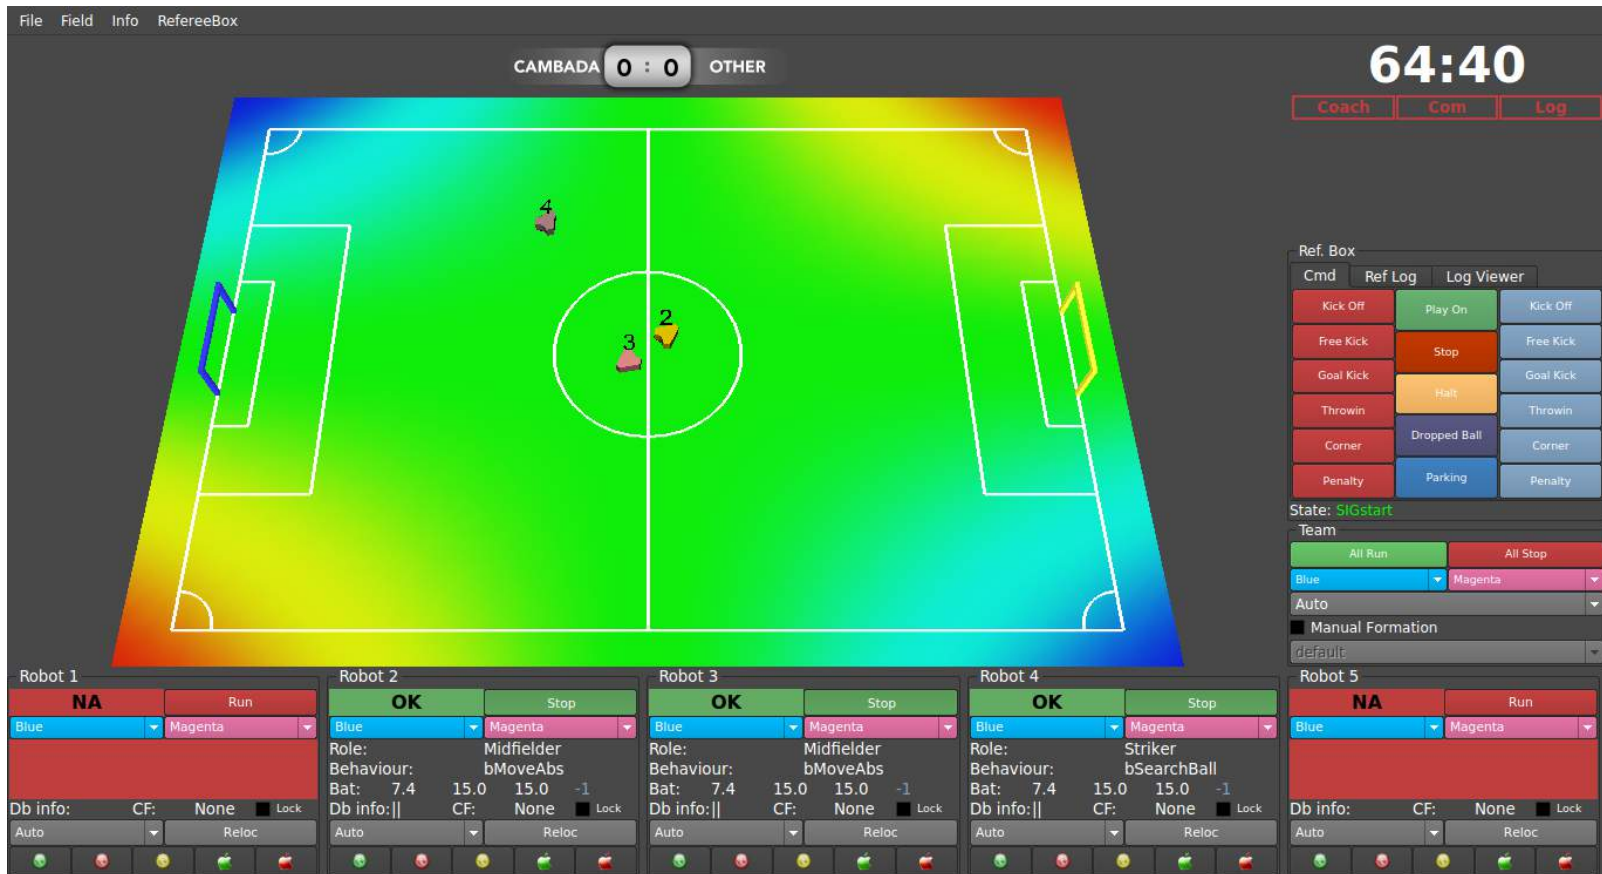 File Field Info RefereeBox
CAMBADA 0 : 0 OTHER
64:40
Coach Com Log
4
2
3
Ref. Box
Cmd Ref Log Log Viewer
Kick Off Play On Kick Off
Free Kick Stop Free Kick
Goal Kick Halt Goal Kick
Throwin Dropped Ball Throwin
Corner Parking Corner
Penalty Penalty
State: SIGstart
Team
All Run All Stop
Blue Magenta
Auto
Manual Formation
default
Robot 1 Robot 2 Robot 3 Robot 4 Robot 5
NA Run OK Stop OK Stop OK Stop NA Run
Blue Magenta Blue Magenta Blue Magenta Blue Magenta Blue Magenta
Role: Midfielder Role: Midfielder Role: Striker
Behaviour: bMoveAbs Behaviour: bMoveAbs Behaviour: bSearchBall
Bat: 7.4 15.0 15.0 -1 Bat: 7.4 15.0 15.0 -1 Bat: 7.4 15.0 15.0 -1
Db info: CF: None Lock Db info:|| CF: None Lock Db info:|| CF: None Lock Db info:|| CF: None Lock Db info: CF: None Lock
Auto Reloc Auto Reloc Auto Reloc Auto Reloc Auto Reloc